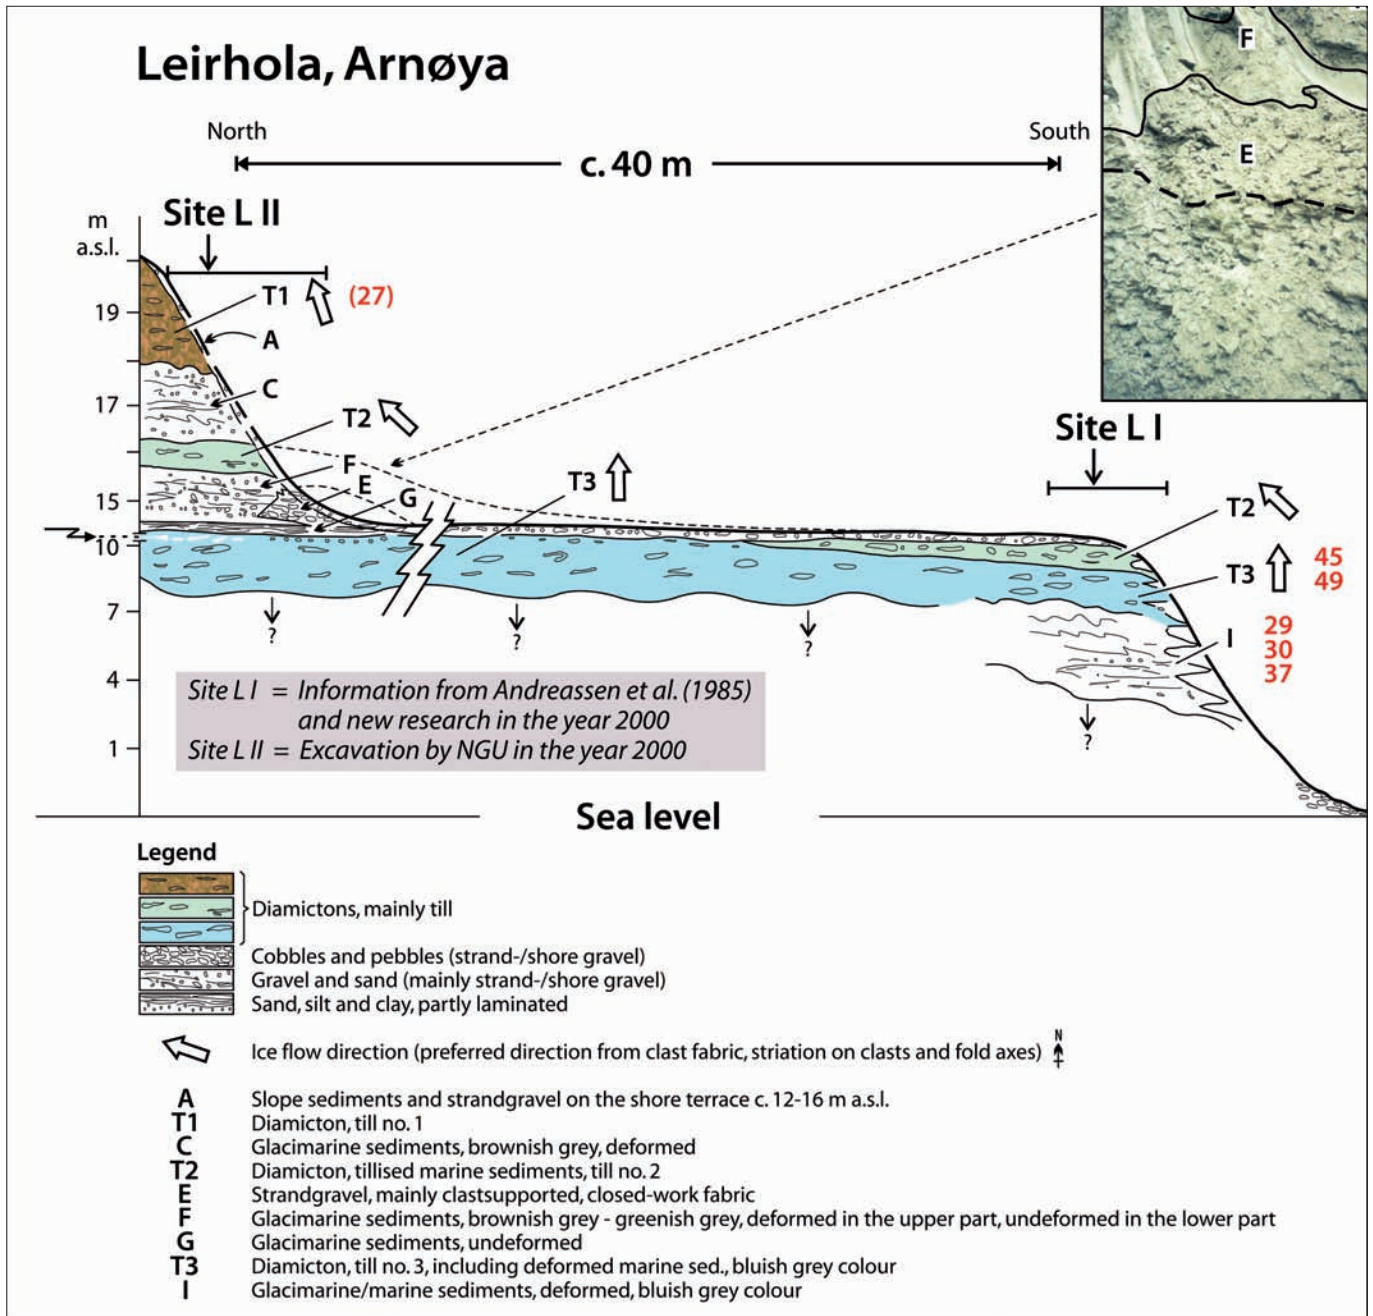 Leirhola, Arnøya
North
South
c. 40 m
F
E
m
a.s.l.
Site L II
T1
(27)
A
19
C
17
T2
F
E
G
15
T3
Site L I
T2
10
T3
45
49
7
I
29
30
37
4
1
?
?
?
?
Site L I = Information from Andreassen et al. (1985)
and new research in the year 2000
Site L II = Excavation by NGU in the year 2000
Sea level
Legend
Diamictons, mainly till
Cobbles and pebbles (strand-/shore gravel)
Gravel and sand (mainly strand-/shore gravel)
Sand, silt and clay, partly laminated
Ice flow direction (preferred direction from clast fabric, striation on clasts and fold axes) N
A Slope sediments and strandgravel on the shore terrace c. 12-16 m a.s.l.
T1 Diamicton, till no. 1
C Glacimarine sediments, brownish grey, deformed
T2 Diamicton, tillised marine sediments, till no. 2
E Strandgravel, mainly clastsupported, closed-work fabric
F Glacimarine sediments, brownish grey - greenish grey, deformed in the upper part, undeformed in the lower part
G Glacimarine sediments, undeformed
T3 Diamicton, till no. 3, including deformed marine sed., bluish grey colour
I Glacimarine/marine sediments, deformed, bluish grey colour